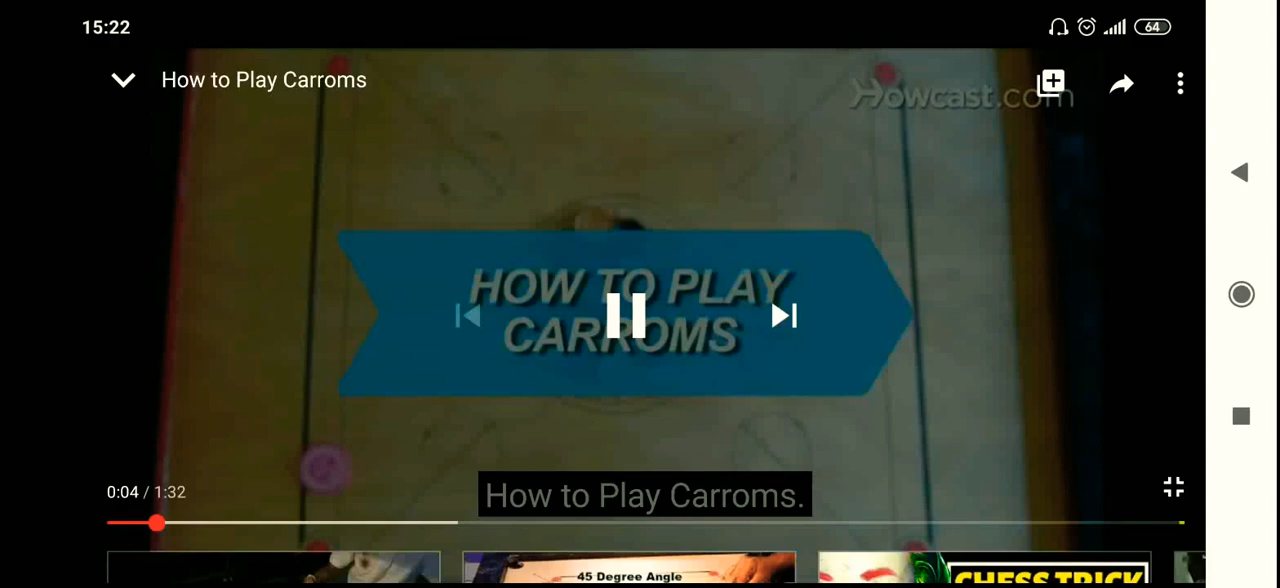 15:22
64
How to Play Carroms
Howcast.com
HOW TO PLAY
CARROMS
How to Play Carroms.
0:04 / 1:32
45 Degree Angle
CHESS TRICK